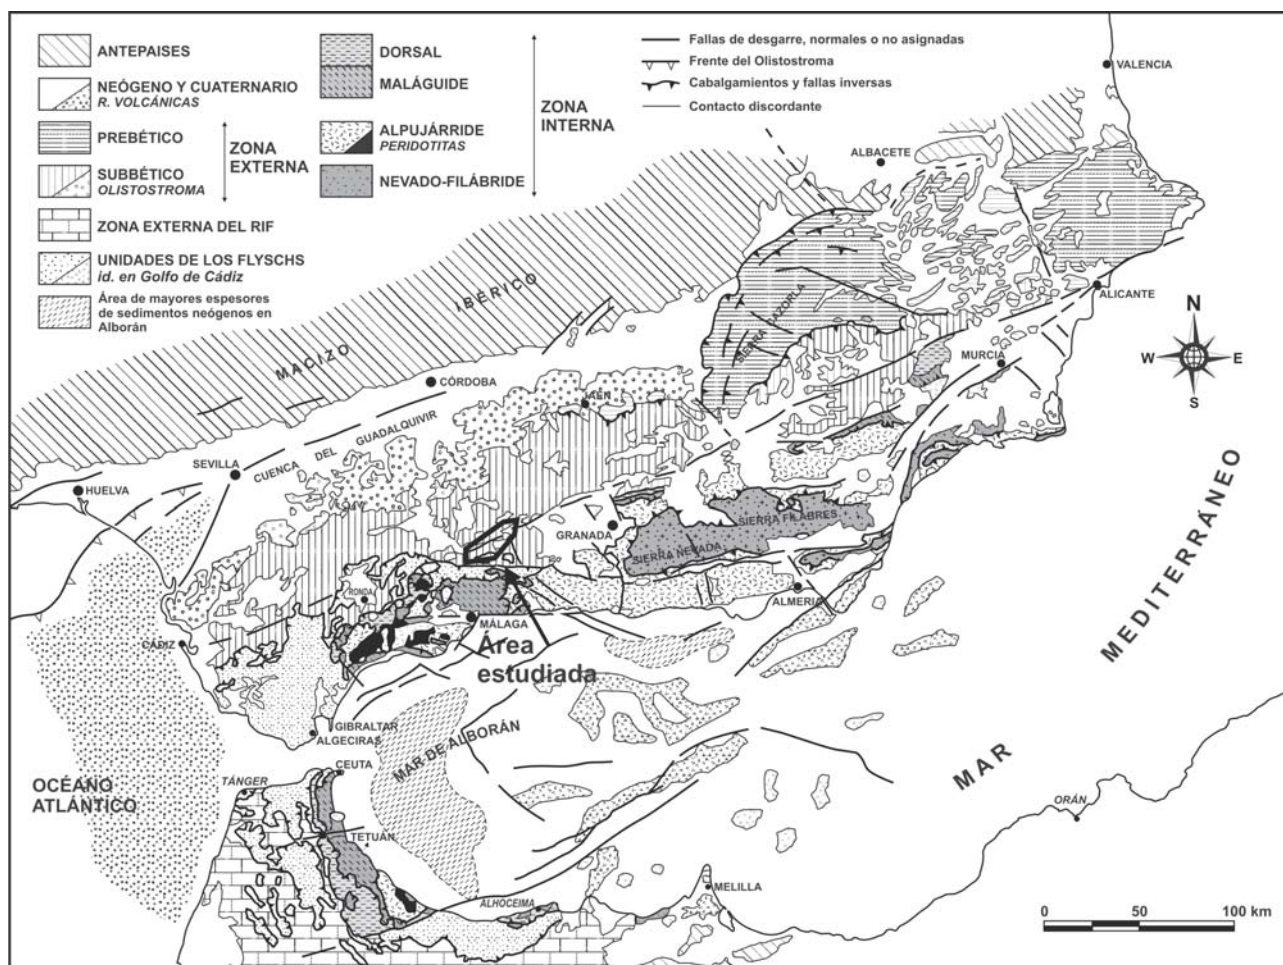 ANTEPAISES
NEÓGENO Y CUATERNARIO
R. VOLCÁNICAS
PREBÉTICO
SUBBÉTICO
OLISTOSTROMA
ZONA
EXTERNA
ZONA EXTERNA DEL RIF
UNIDADES DE LOS FLYSCHS
id. en Golfo de Cádiz
Área de mayores espesores
de sedimentos neógenos en
Alborán
DORSAL
MALÁGUIDE
ALPUJÁRRIDE
PERIDOTITAS
NEVADO-FILÁBRIDE
ZONA
INTERNA
Fallas de desgarre, normales o no asignadas
Frente del Olistostroma
Cabalgamientos y fallas inversas
Contacto discordante
VALENCIA
ALBACETE
ALICANTE
N
W
E
S
MACIZO IBÉRICO
SIERRA CAZORLA
MURCIA
CÓRDOBA
JAÉN
CUENCA DEL GUADALQUIVIR
SEVILLA
HUELVA
GRANADA
SIERRA FILABRES
SIERRA NEVADA
RONDA
ALMERIA
MÁLAGA
Área
estudiada
CÁDIZ
GIBRALTAR
ALGECIRAS
MAR DE ALBORÁN
MAR MEDITERRÁNEO
OCÉANO
ATLÁNTICO
TÁNGER
CEUTA
TETUÁN
ORÁN
MELILLA
ALHOCEIMA
0 50 100 km